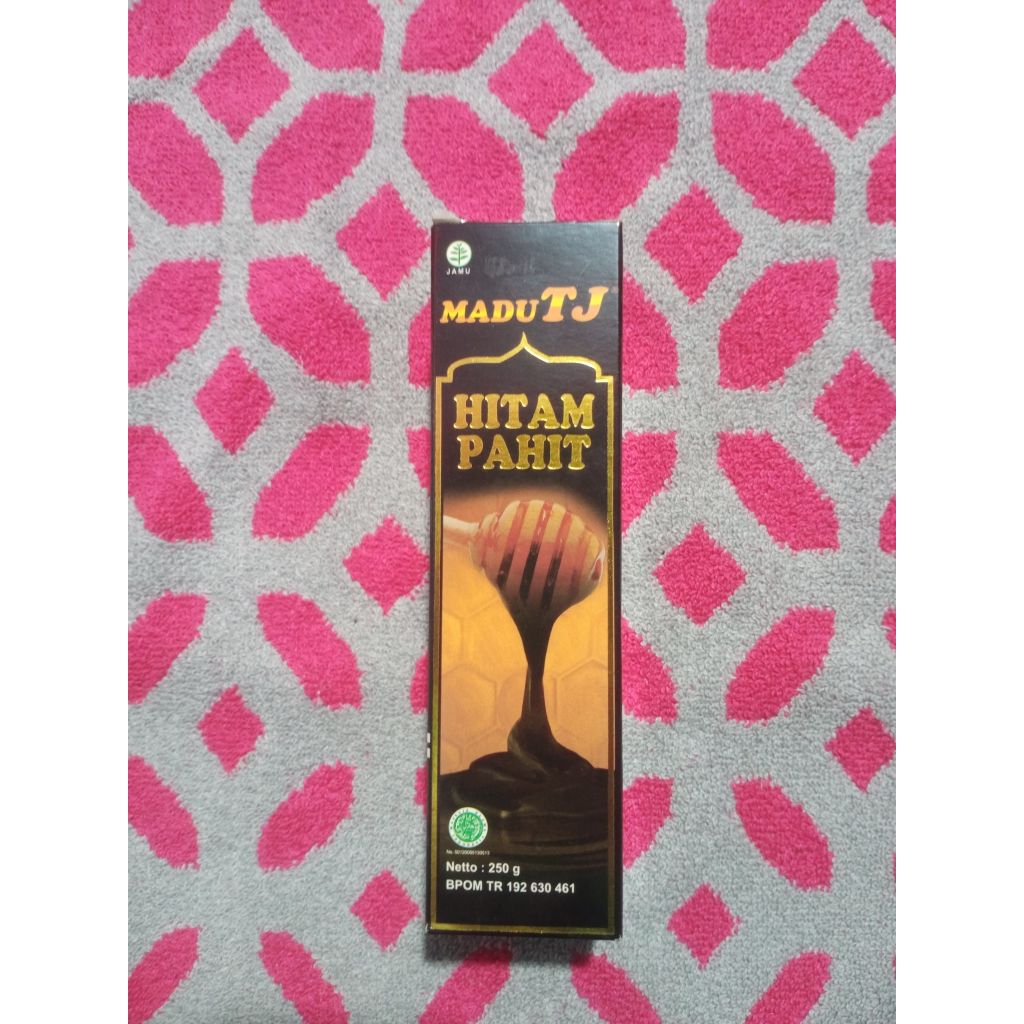 JAMU
MADU TJ
HITAM
PAHIT
Netto : 250 g
BPOM TR 192 630 461